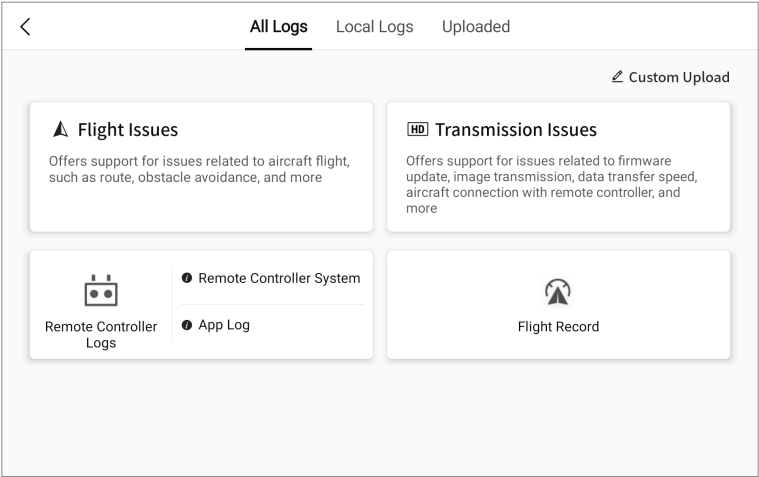 All Logs Local Logs Uploaded
Custom Upload
Flight Issues
Offers support for issues related to aircraft flight,
such as route, obstacle avoidance, and more
HD Transmission Issues
Offers support for issues related to firmware
update, image transmission, data transfer speed,
aircraft connection with remote controller, and
more
Remote Controller
Logs
Remote Controller System
App Log
Flight Record